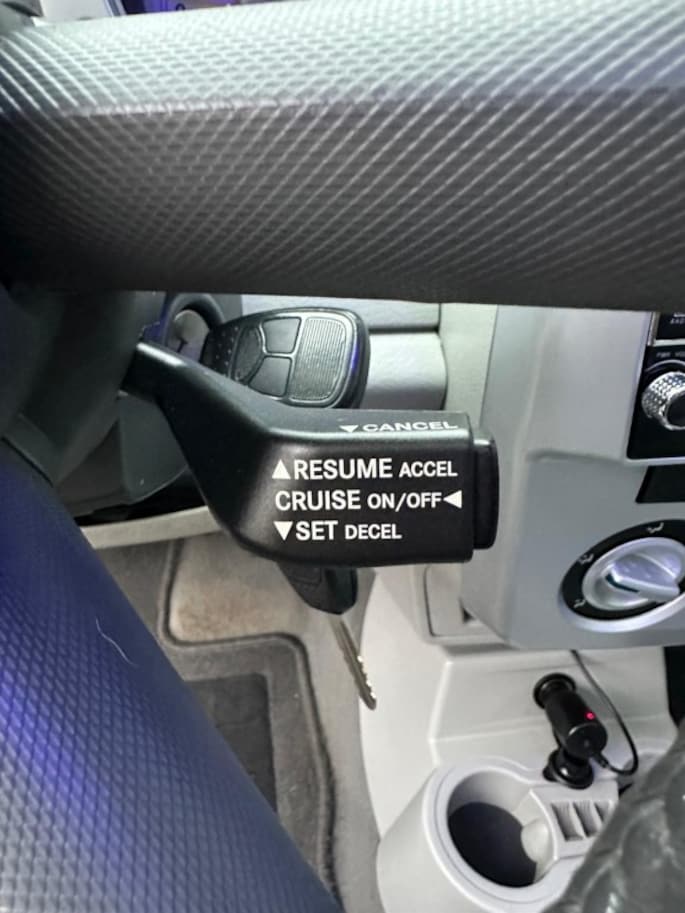 ▼CANCEL
▲RESUME ACCEL
CRUISE ON/OFF◀
▼SET DECEL